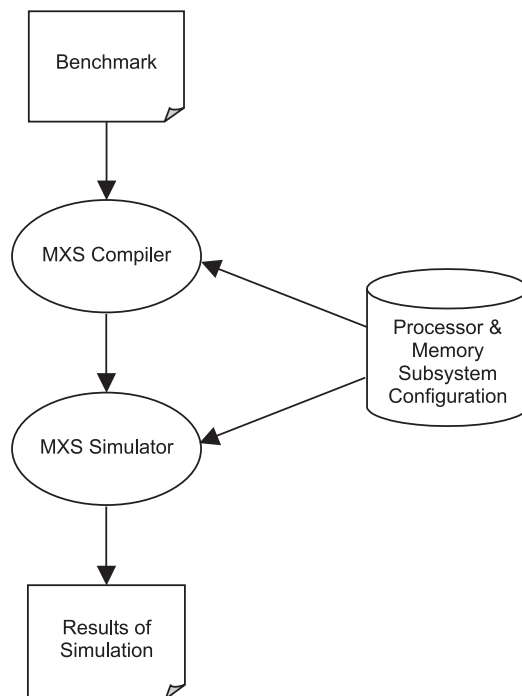 Benchmark
MXS Compiler
Processor &
Memory
Subsystem
Configuration
MXS Simulator
Results of
Simulation